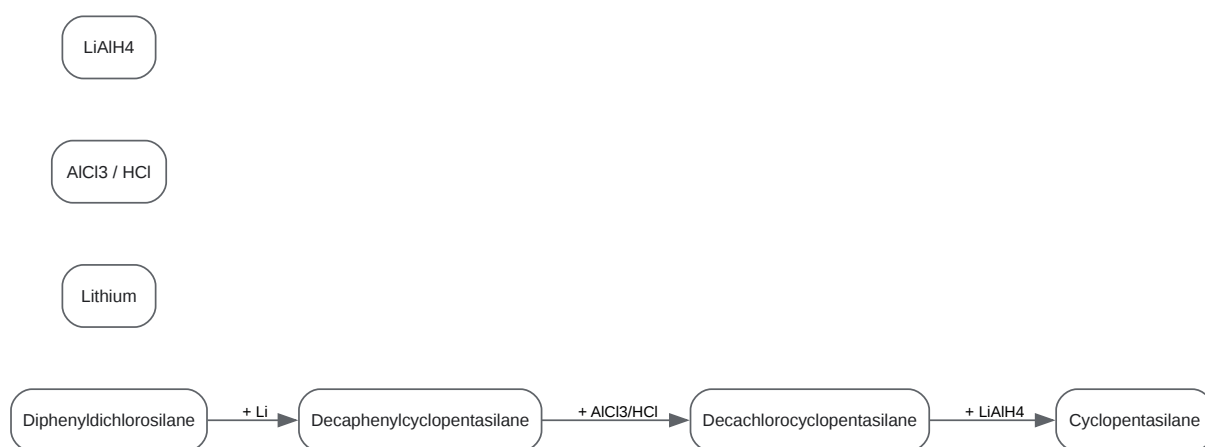 LiAlH4
AlCl3 / HCl
Lithium
Diphenyldichlorosilane
+ Li
Decaphenylcyclopentasilane
+ AlCl3/HCl
Decachlorocyclopentasilane
+ LiAlH4
Cyclopentasilane